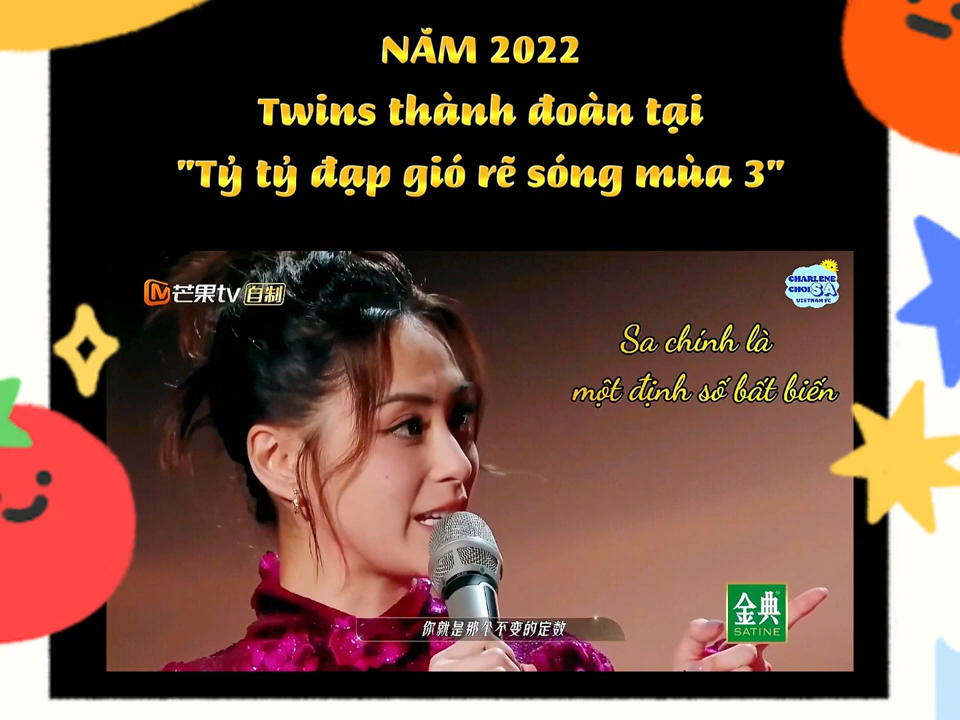 NĂM 2022
Twins thành đoàn tại
"Tỷ tỷ đạp gió rẽ sóng mùa 3"
芒果tv 自制
CHARLENE
CHOI SA
VIETNAM FC
Sa chính là
một định số bất biến
金典
SATINE
你就是那个不变的定数